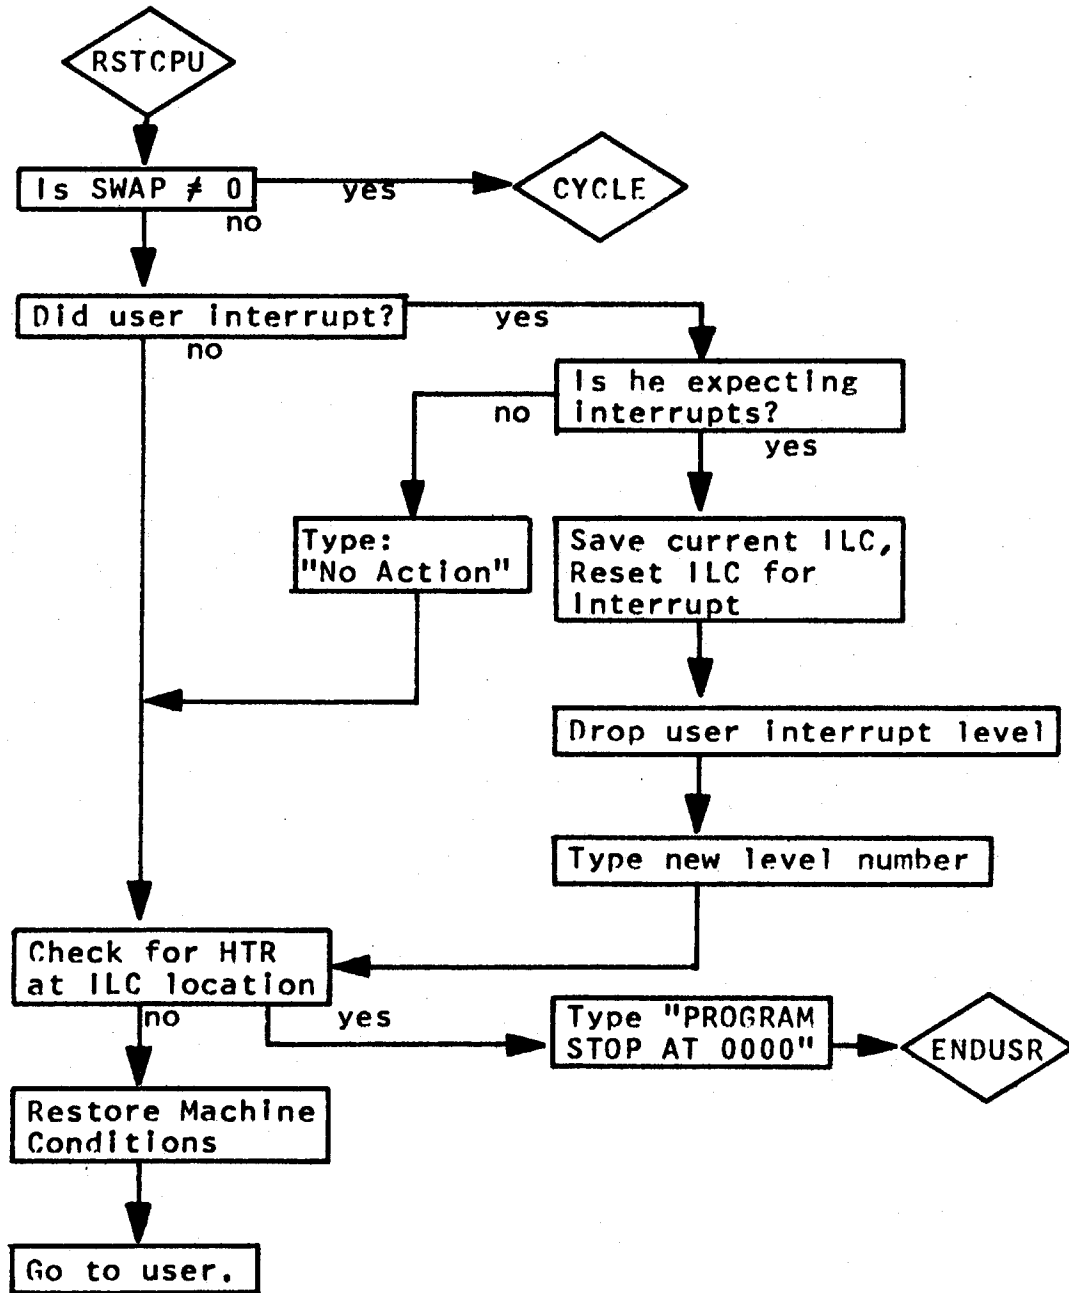 RSTCPU
Is SWAP ≠ 0
yes
CYCLE
no
Did user interrupt?
yes
no
Is he expecting
interrupts?
no
yes
Type:
"No Action"
Save current ILC,
Reset ILC for
Interrupt
Drop user interrupt level
Type new level number
Check for HTR
at ILC location
no
yes
Type "PROGRAM
STOP AT 0000"
ENDUSR
Restore Machine
Conditions
Go to user.